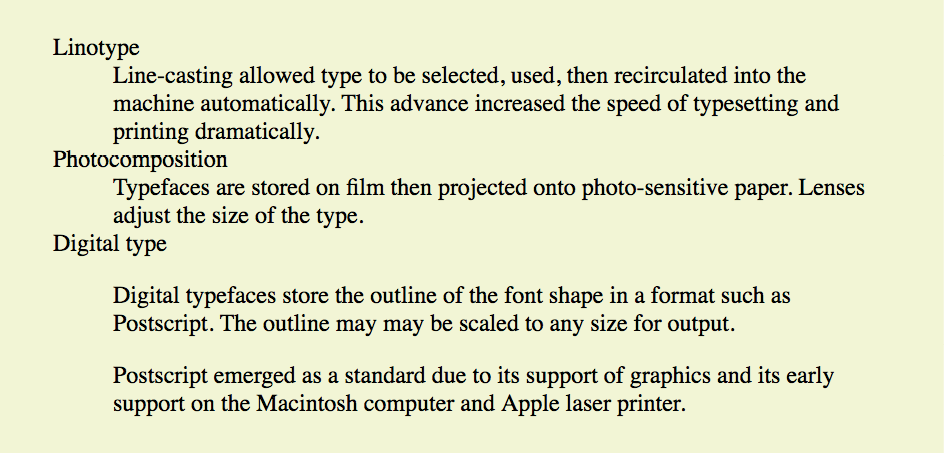 Linotype
Line-casting allowed type to be selected, used, then recirculated into the
machine automatically. This advance increased the speed of typesetting and
printing dramatically.
Photocomposition
Typefaces are stored on film then projected onto photo-sensitive paper. Lenses
adjust the size of the type.
Digital type
Digital typefaces store the outline of the font shape in a format such as
Postscript. The outline may may be scaled to any size for output.
Postscript emerged as a standard due to its support of graphics and its early
support on the Macintosh computer and Apple laser printer.